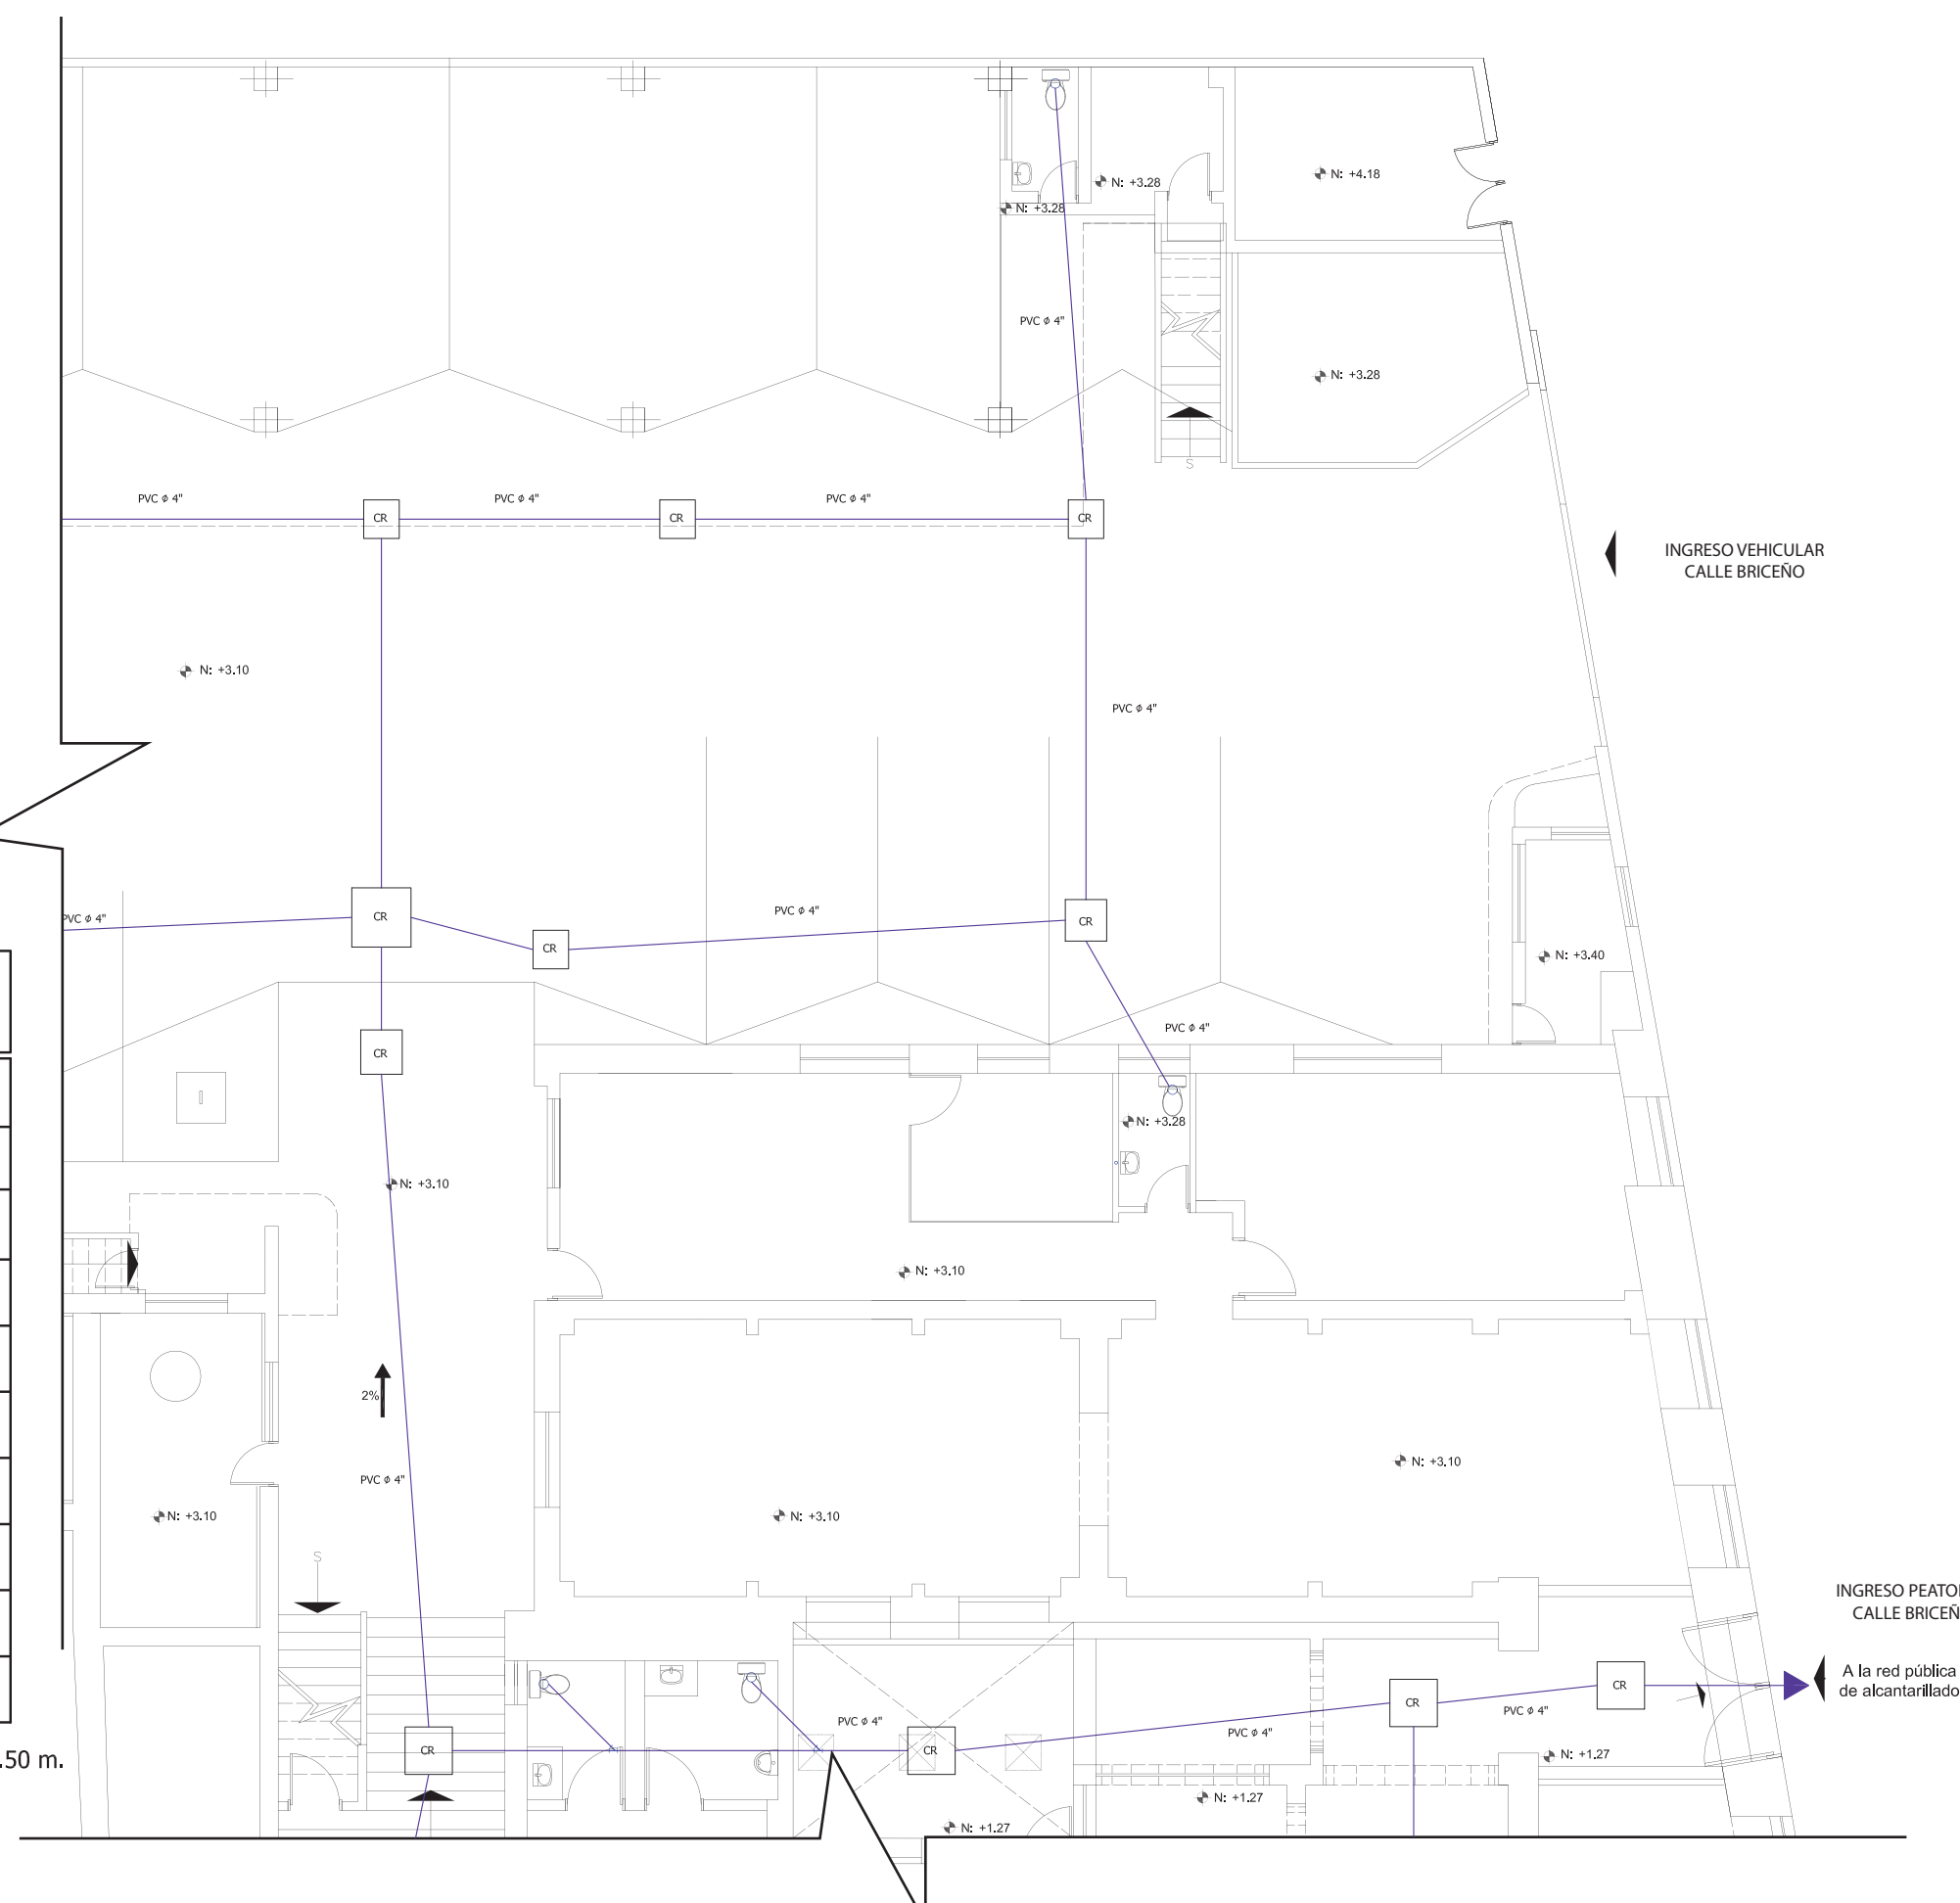 N: +4.18
N: +3.28
N: +3.28
PVC ϕ 4"
N: +3.28
S
PVC ϕ 4"
PVC ϕ 4"
PVC ϕ 4"
CR
CR
CR
INGRESO VEHICULAR
CALLE BRICEÑO
N: +3.10
PVC ϕ 4"
PVC ϕ 4"
PVC ϕ 4"
CR
CR
CR
N: +3.40
PVC ϕ 4"
CR
N: +3.28
N: +3.10
N: +3.10
2%
PVC ϕ 4"
N: +3.10
N: +3.10
N: +3.10
S
INGRESO PEATO
CALLE BRICEÑ
A la red pública
de alcantarillado
CR
CR
PVC ϕ 4"
PVC ϕ 4"
PVC ϕ 4"
CR
CR
.50 m.
N: +1.27
N: +1.27
N: +1.27